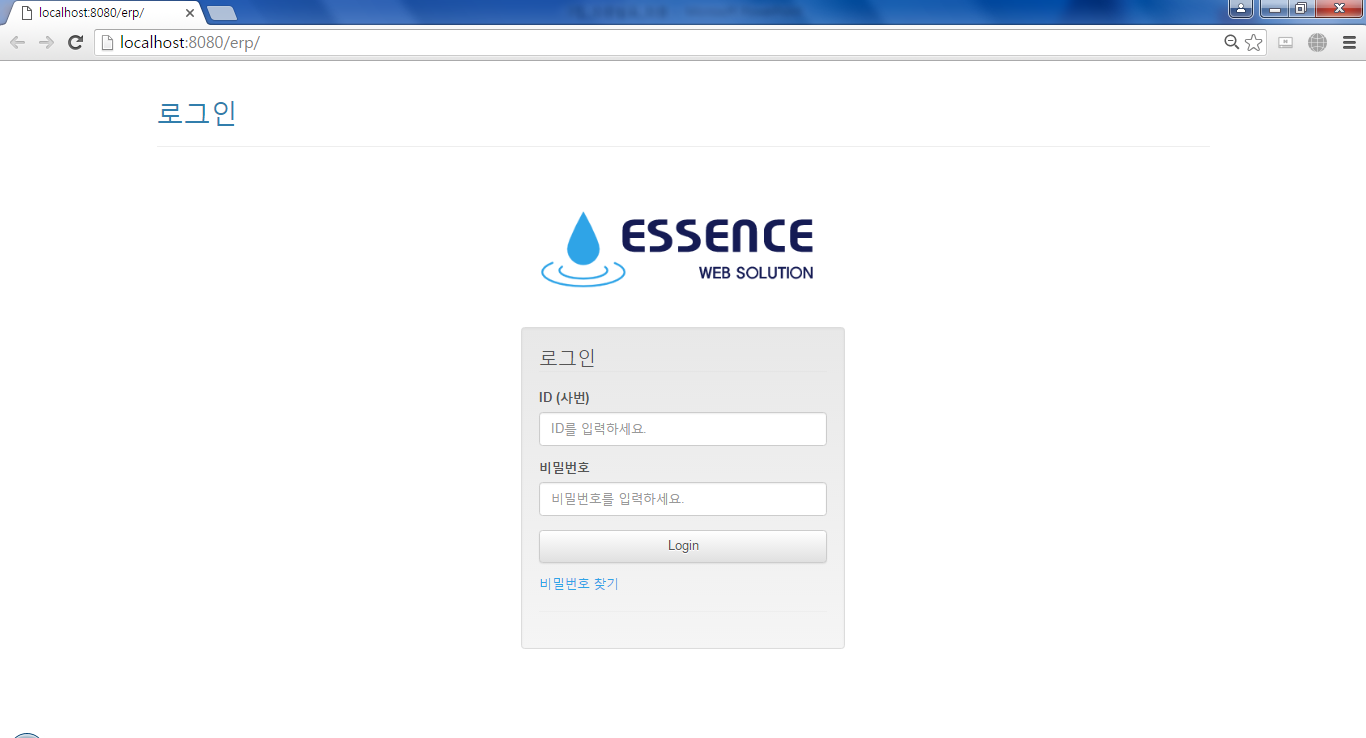 localhost:8080/erp/
localhost:8080/erp/
로그인
ESSENCE
WEB SOLUTION
로그인
ID (사번)
ID를 입력하세요.
비밀번호
비밀번호를 입력하세요.
Login
비밀번호 찾기